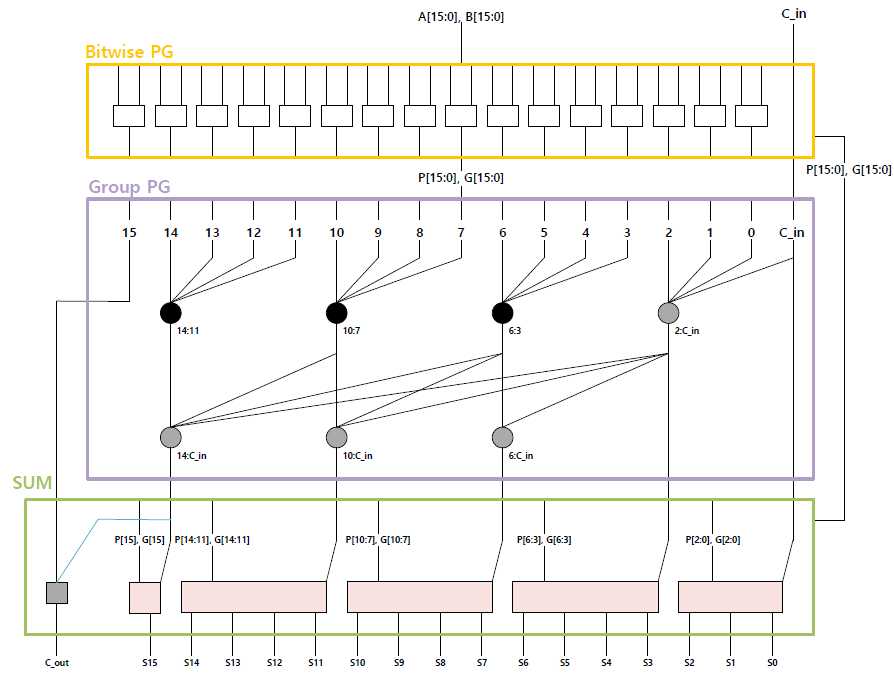 A[15:0], B[15:0]
C_in
Bitwise PG
P[15:0], G[15:0]
P[15:0], G[15:0]
Group PG
15 14 13 12 11 10 9 8 7 6 5 4 3 2 1 0 C_in
14:11 10:7 6:3 2:C_in
14:C_in 10:C_in 6:C_in
SUM
P[15], G[15] P[14:11], G[14:11] P[10:7], G[10:7] P[6:3], G[6:3] P[2:0], G[2:0]
C_out S15 S14 S13 S12 S11 S10 S9 S8 S7 S6 S5 S4 S3 S2 S1 S0